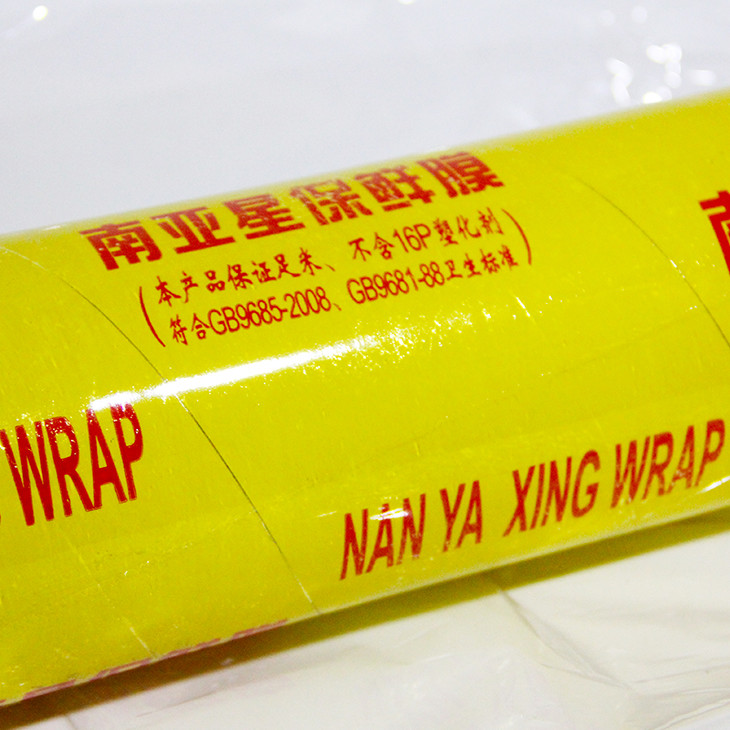 南亚星保鲜膜
(本产品保证足米、不含16P塑化剂
符合GB9685-2008、GB9681-88卫生标准)
南
WRAP
NAN YA XING WRAP